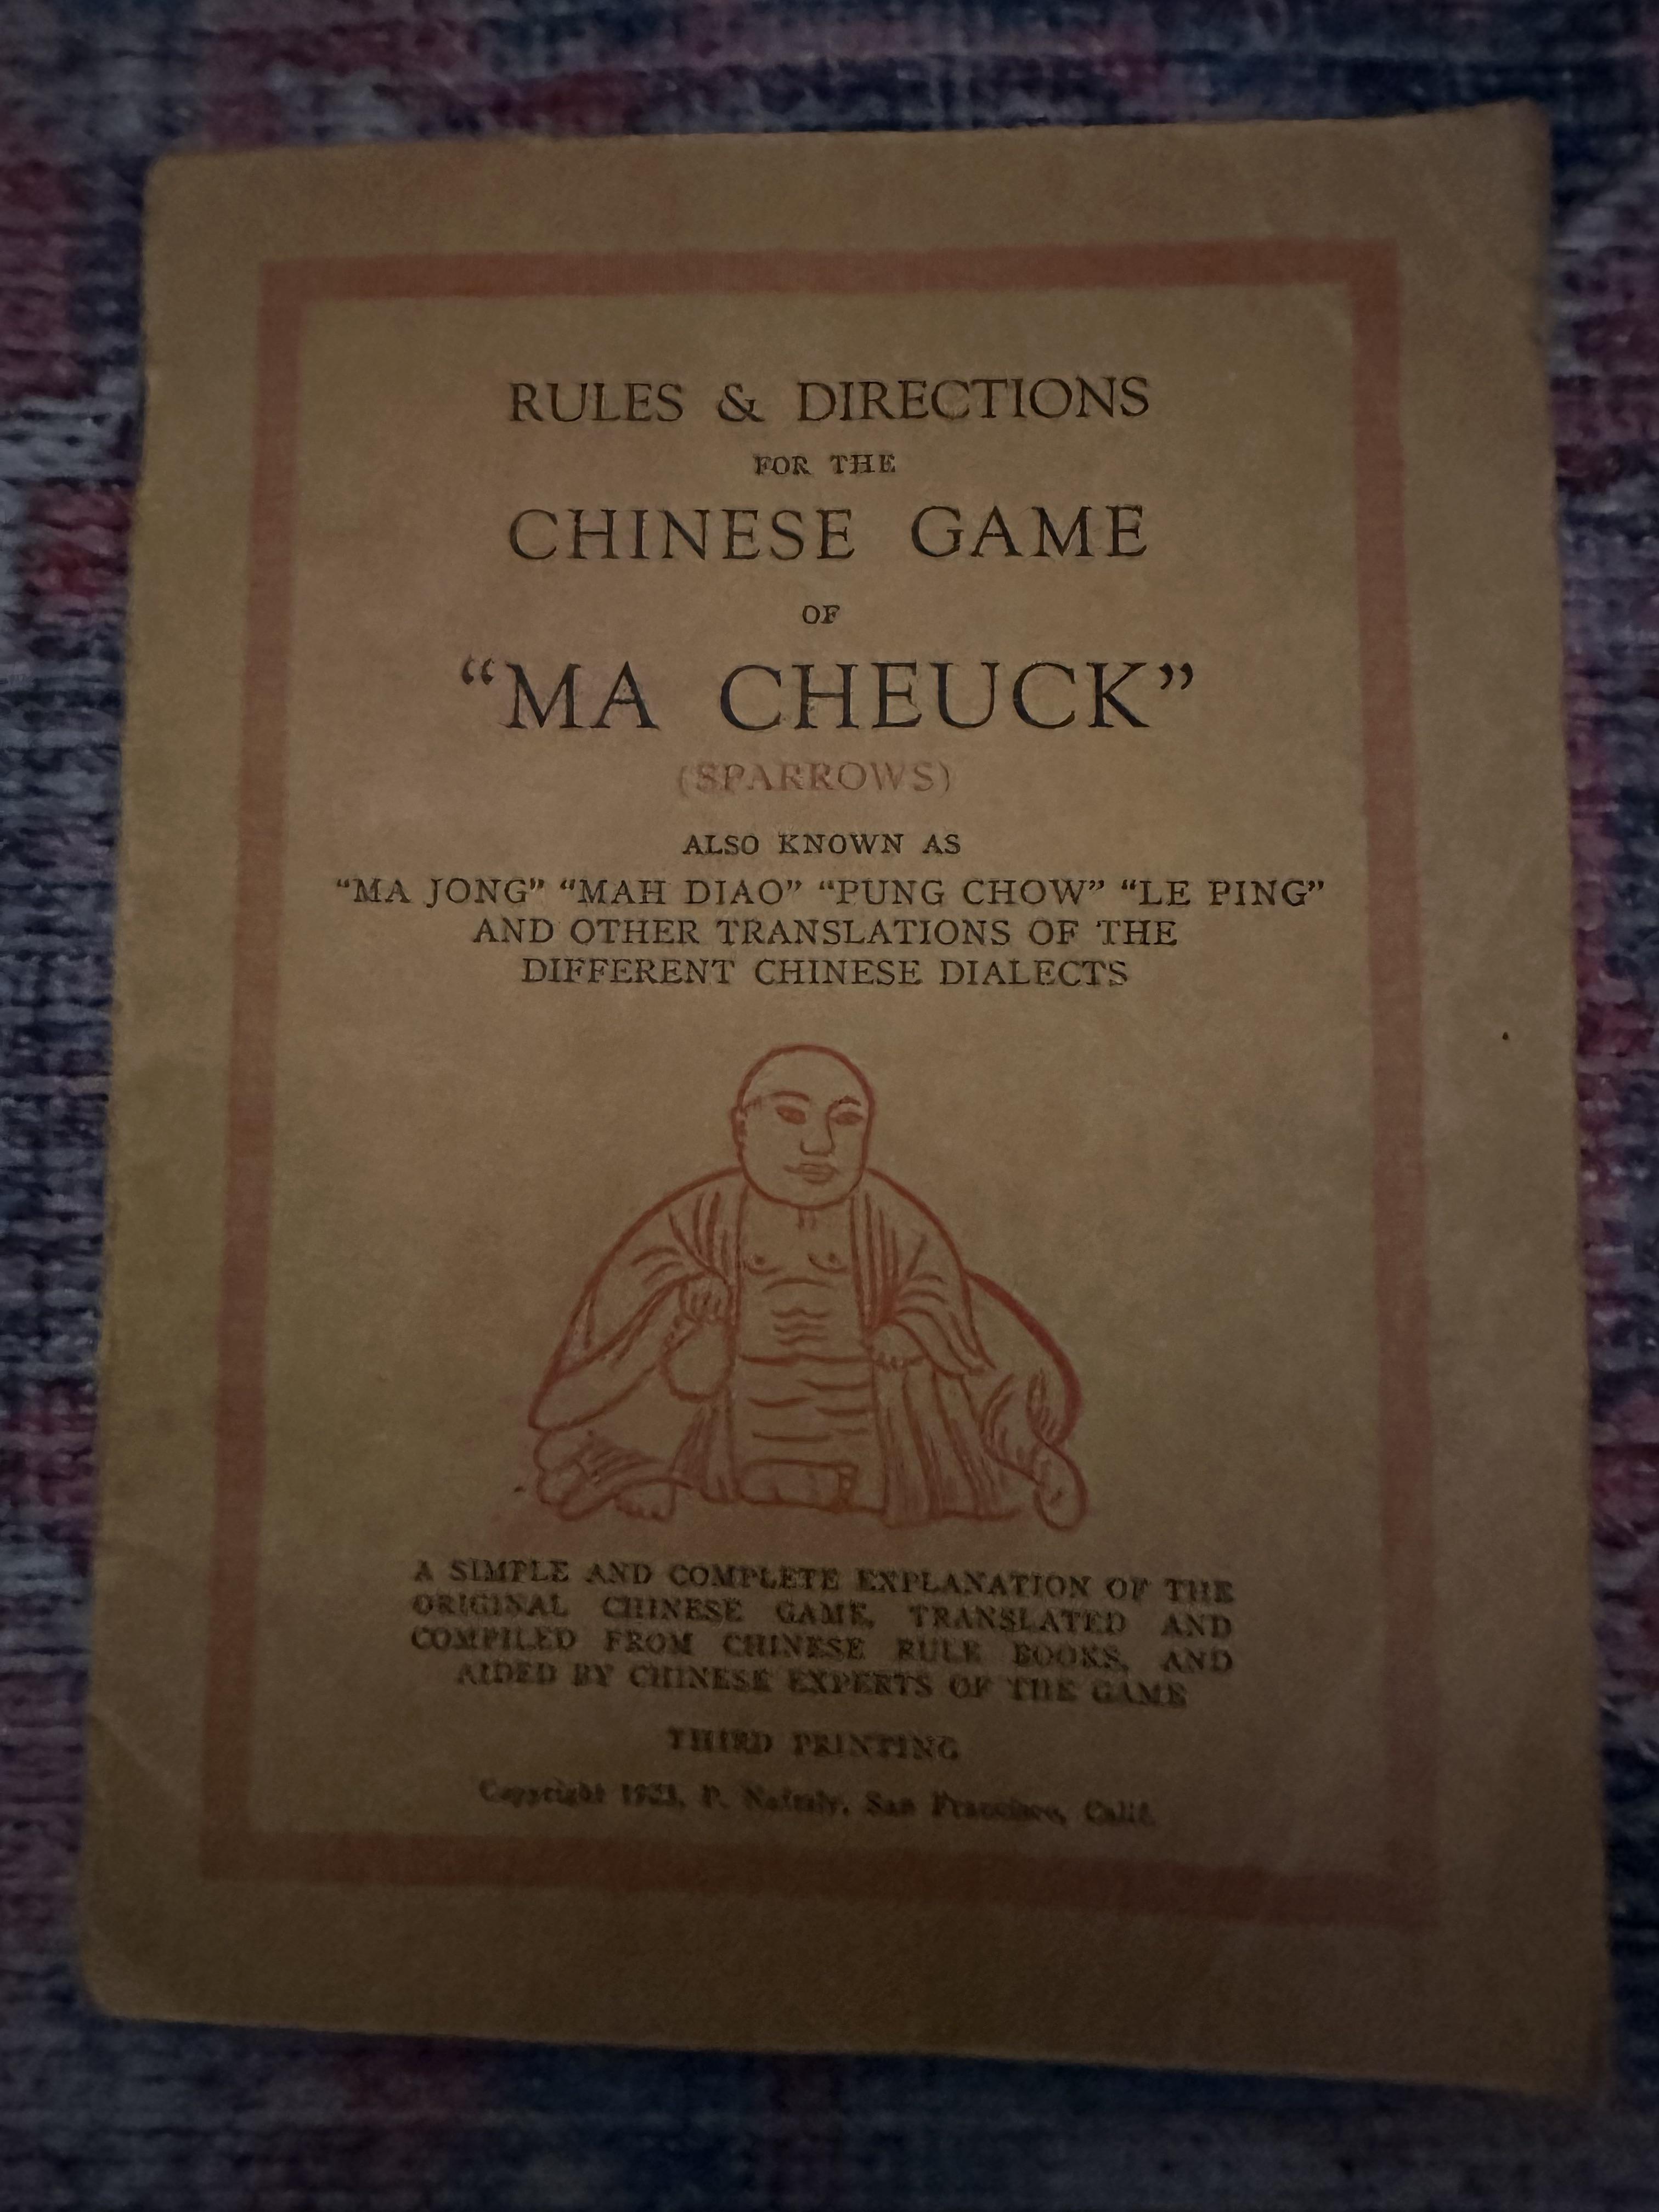 RULES & DIRECTIONS
FOR THE
CHINESE GAME
OF
“MA CHEUCK”
(SPARROWS)
ALSO KNOWN AS
“MA JONG” “MAH DIAO” “PUNG CHOW” “LE PING”
AND OTHER TRANSLATIONS OF THE
DIFFERENT CHINESE DIALECTS
A SIMPLE AND COMPLETE EXPLANATION OF THE
ORIGINAL CHINESE GAME, TRANSLATED AND
COMPILED FROM CHINESE RULE BOOKS, AND
AIDED BY CHINESE EXPERTS OF THE GAME
THIRD PRINTING
Copyright P. San Francisco, Calif.